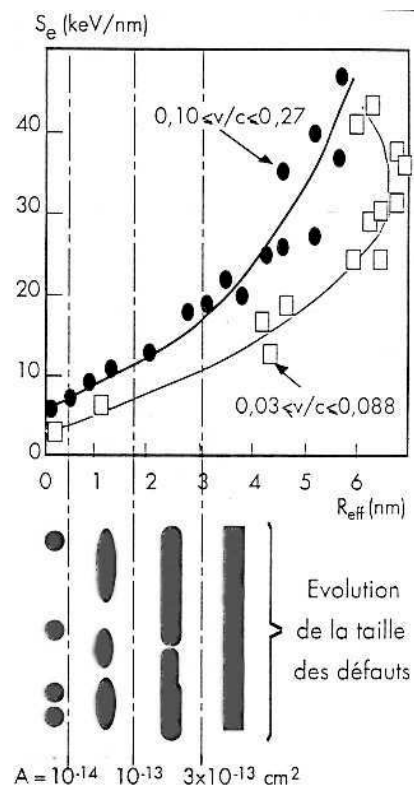 Sₑ (keV/nm)
40
0,10≤v/c≤0,27
30
20
10
0,03≤v/c≤0,088
0
0 1 2 3 4 5 6
R_eff (nm)
Evolution
de la taille
des défauts
A = 10⁻¹⁴ 10⁻¹³ 3x10⁻¹³ cm²